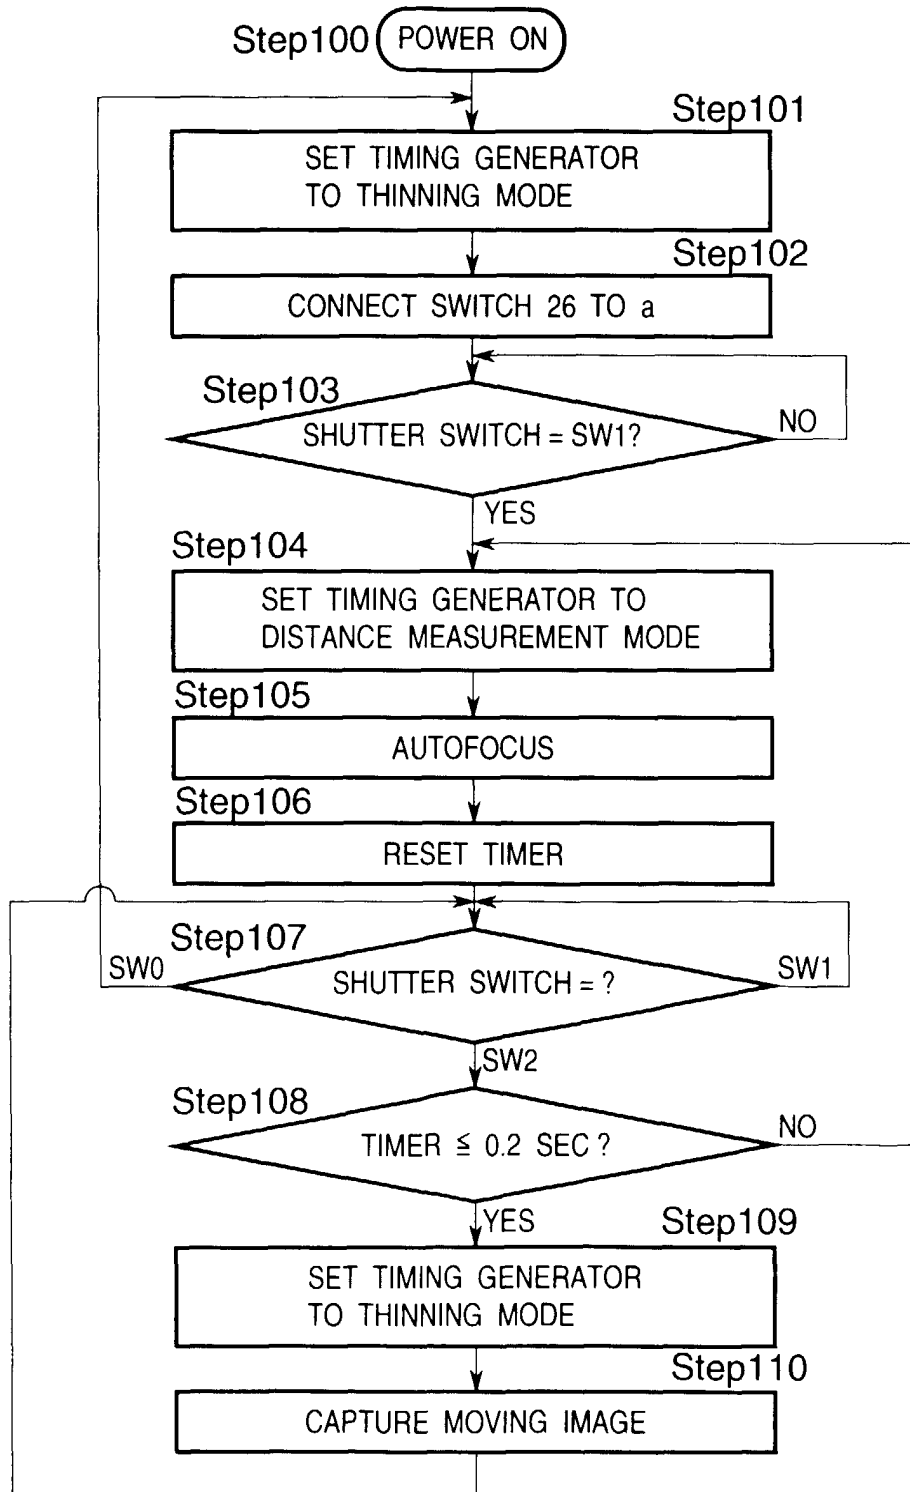 Step100 POWER ON
Step101
SET TIMING GENERATOR
TO THINNING MODE
Step102
CONNECT SWITCH 26 TO a
Step103
SHUTTER SWITCH = SW1?
NO
YES
Step104
SET TIMING GENERATOR TO
DISTANCE MEASUREMENT MODE
Step105
AUTOFOCUS
Step106
RESET TIMER
Step107
SW0
SHUTTER SWITCH = ?
SW1
SW2
Step108
TIMER ≦ 0.2 SEC ?
NO
YES
Step109
SET TIMING GENERATOR
TO THINNING MODE
Step110
CAPTURE MOVING IMAGE